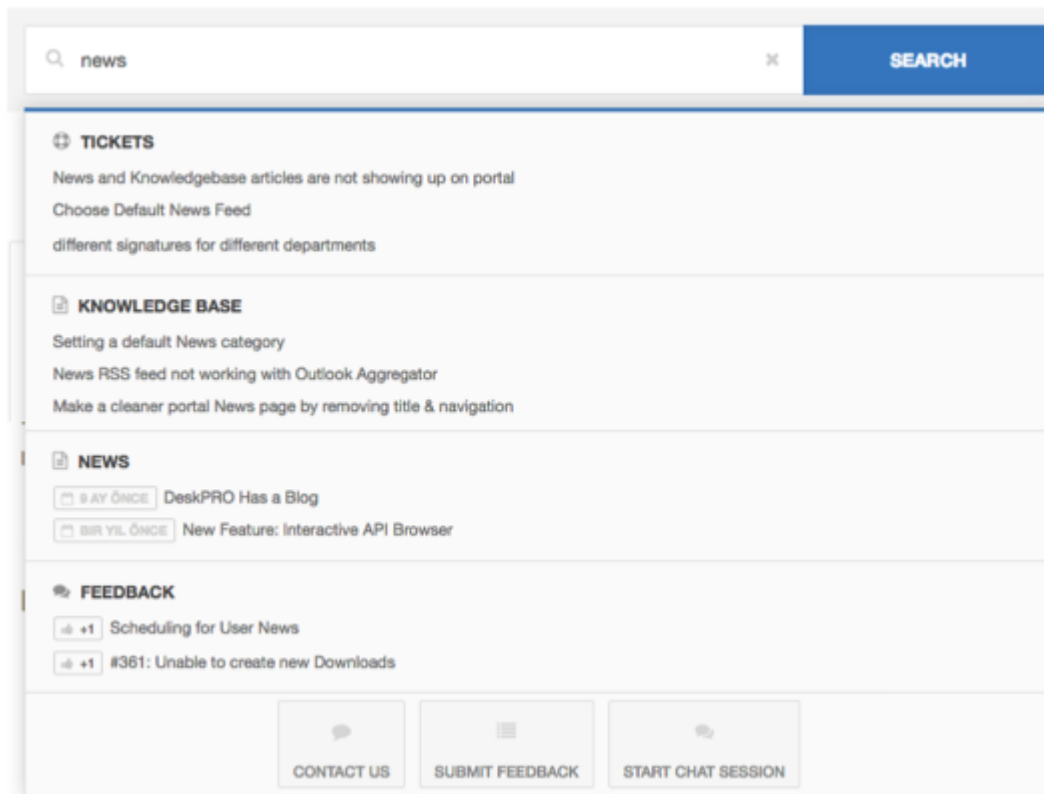 news
SEARCH
TICKETS
News and Knowledgebase articles are not showing up on portal
Choose Default News Feed
different signatures for different departments
KNOWLEDGE BASE
Setting a default News category
News RSS feed not working with Outlook Aggregator
Make a cleaner portal News page by removing title & navigation
NEWS
9 AY ÖNCE DeskPRO Has a Blog
BIR YIL ÖNCE New Feature: Interactive API Browser
FEEDBACK
+1 Scheduling for User News
+1 #361: Unable to create new Downloads
CONTACT US SUBMIT FEEDBACK START CHAT SESSION